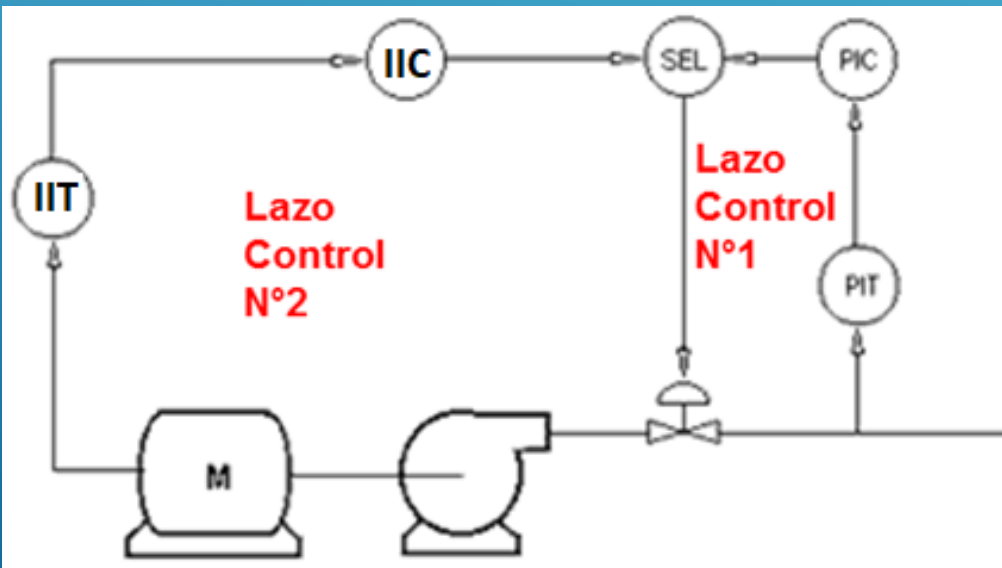 IIC
SEL
PIC
IIT
Lazo
Control
N°2
Lazo
Control
N°1
PIT
M